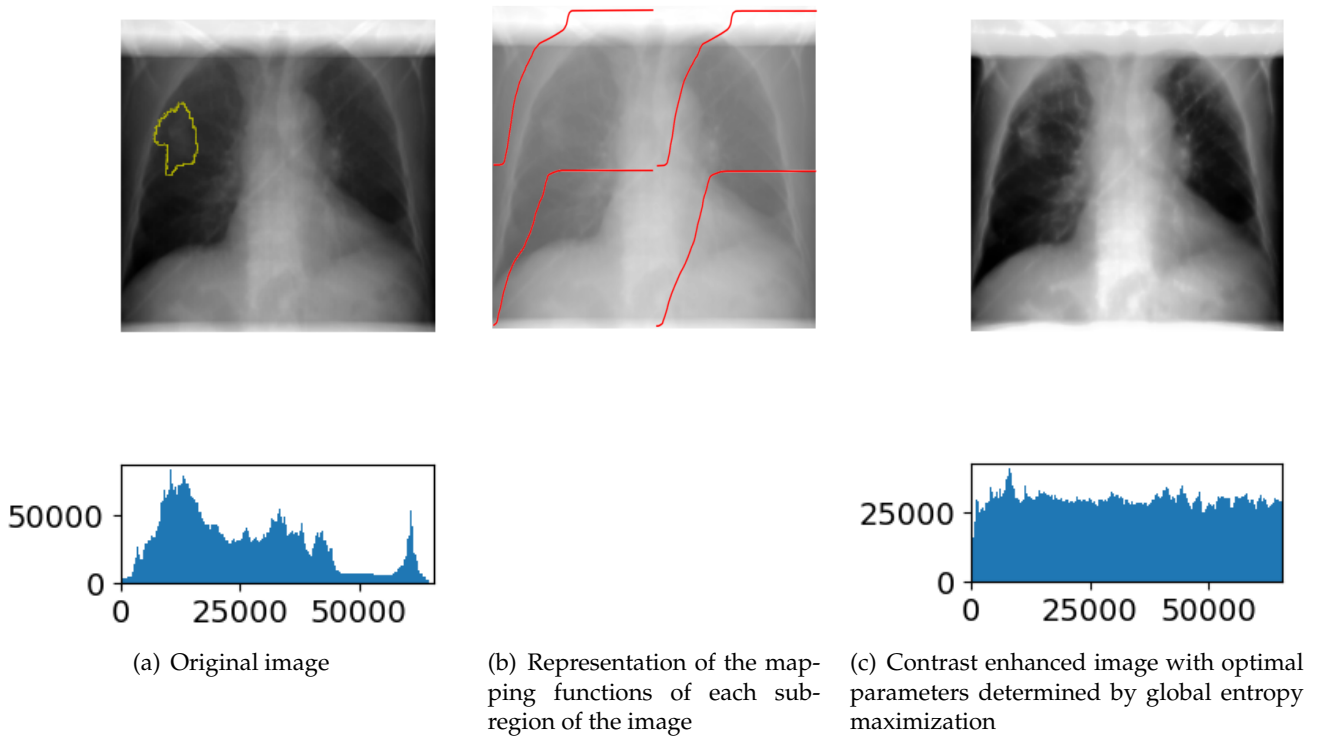 50000
0
0 25000 50000
25000
0
0 25000 50000
(a) Original image
(b) Representation of the map-
ping functions of each sub-
region of the image
(c) Contrast enhanced image with optimal
parameters determined by global entropy
maximization